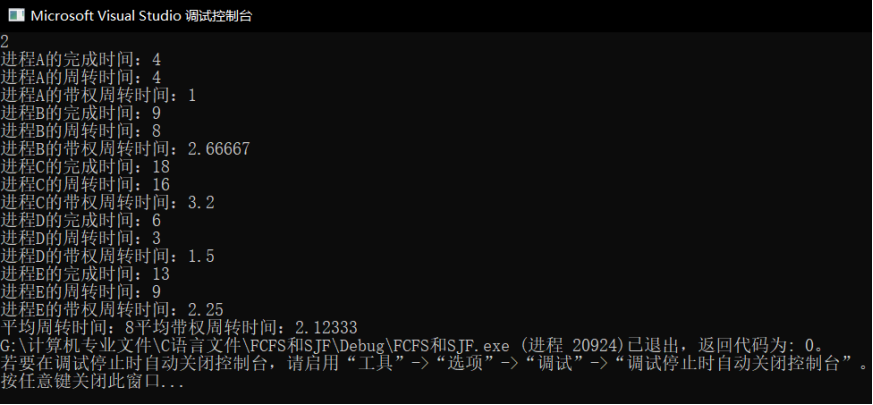 Microsoft Visual Studio 调试控制台
2
进程A的完成时间：4
进程A的周转时间：4
进程A的带权周转时间：1
进程B的完成时间：9
进程B的周转时间：8
进程B的带权周转时间：2.66667
进程C的完成时间：18
进程C的周转时间：16
进程C的带权周转时间：3.2
进程D的完成时间：6
进程D的周转时间：3
进程D的带权周转时间：1.5
进程E的完成时间：13
进程E的周转时间：9
进程E的带权周转时间：2.25
平均周转时间：8平均带权周转时间：2.12333
G:\计算机专业文件\C语言文件\FCFS和SJF\Debug\FCFS和SJF.exe (进程 20924)已退出，返回代码为: 0。
若要在调试停止时自动关闭控制台，请启用“工具”->“选项”->“调试”->“调试停止时自动关闭控制台”。
按任意键关闭此窗口...